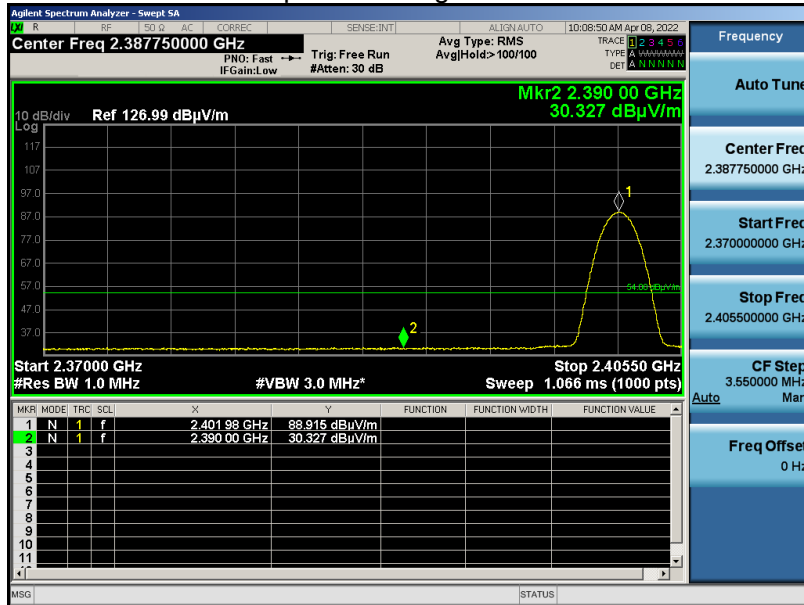 Agilent Spectrum Analyzer - Swept SA
LXI R RF 50 Ω AC CORREC SENSE:INT ALIGN AUTO 10:08:50 AM Apr 08, 2022
Center Freq 2.387750000 GHz
PNO: Fast
IFGain:Low
Trig: Free Run
#Atten: 30 dB
Avg Type: RMS
Avg|Hold:>100/100
TRACE 1 2 3 4 5 6
TYPE A
DET A N N N N N
Mkr2 2.390 00 GHz
30.327 dBµV/m
10 dB/div Ref 126.99 dBµV/m
Log
117
107
97.0
87.0
77.0
67.0
57.0
47.0
37.0
1
54.00 dBµV/m
2
Start 2.37000 GHz Stop 2.40550 GHz
#Res BW 1.0 MHz #VBW 3.0 MHz* Sweep 1.066 ms (1000 pts)
MKR MODE TRC SCL X Y FUNCTION FUNCTION WIDTH FUNCTION VALUE
1 N 1 f 2.401 98 GHz 88.915 dBµV/m
2 N 1 f 2.390 00 GHz 30.327 dBµV/m
3
4
5
6
7
8
9
10
11
MSG STATUS
Frequency
Auto Tune
Center Freq
2.387750000 GHz
Start Freq
2.370000000 GHz
Stop Freq
2.405500000 GHz
CF Step
3.550000 MHz
Auto Man
Freq Offset
0 Hz